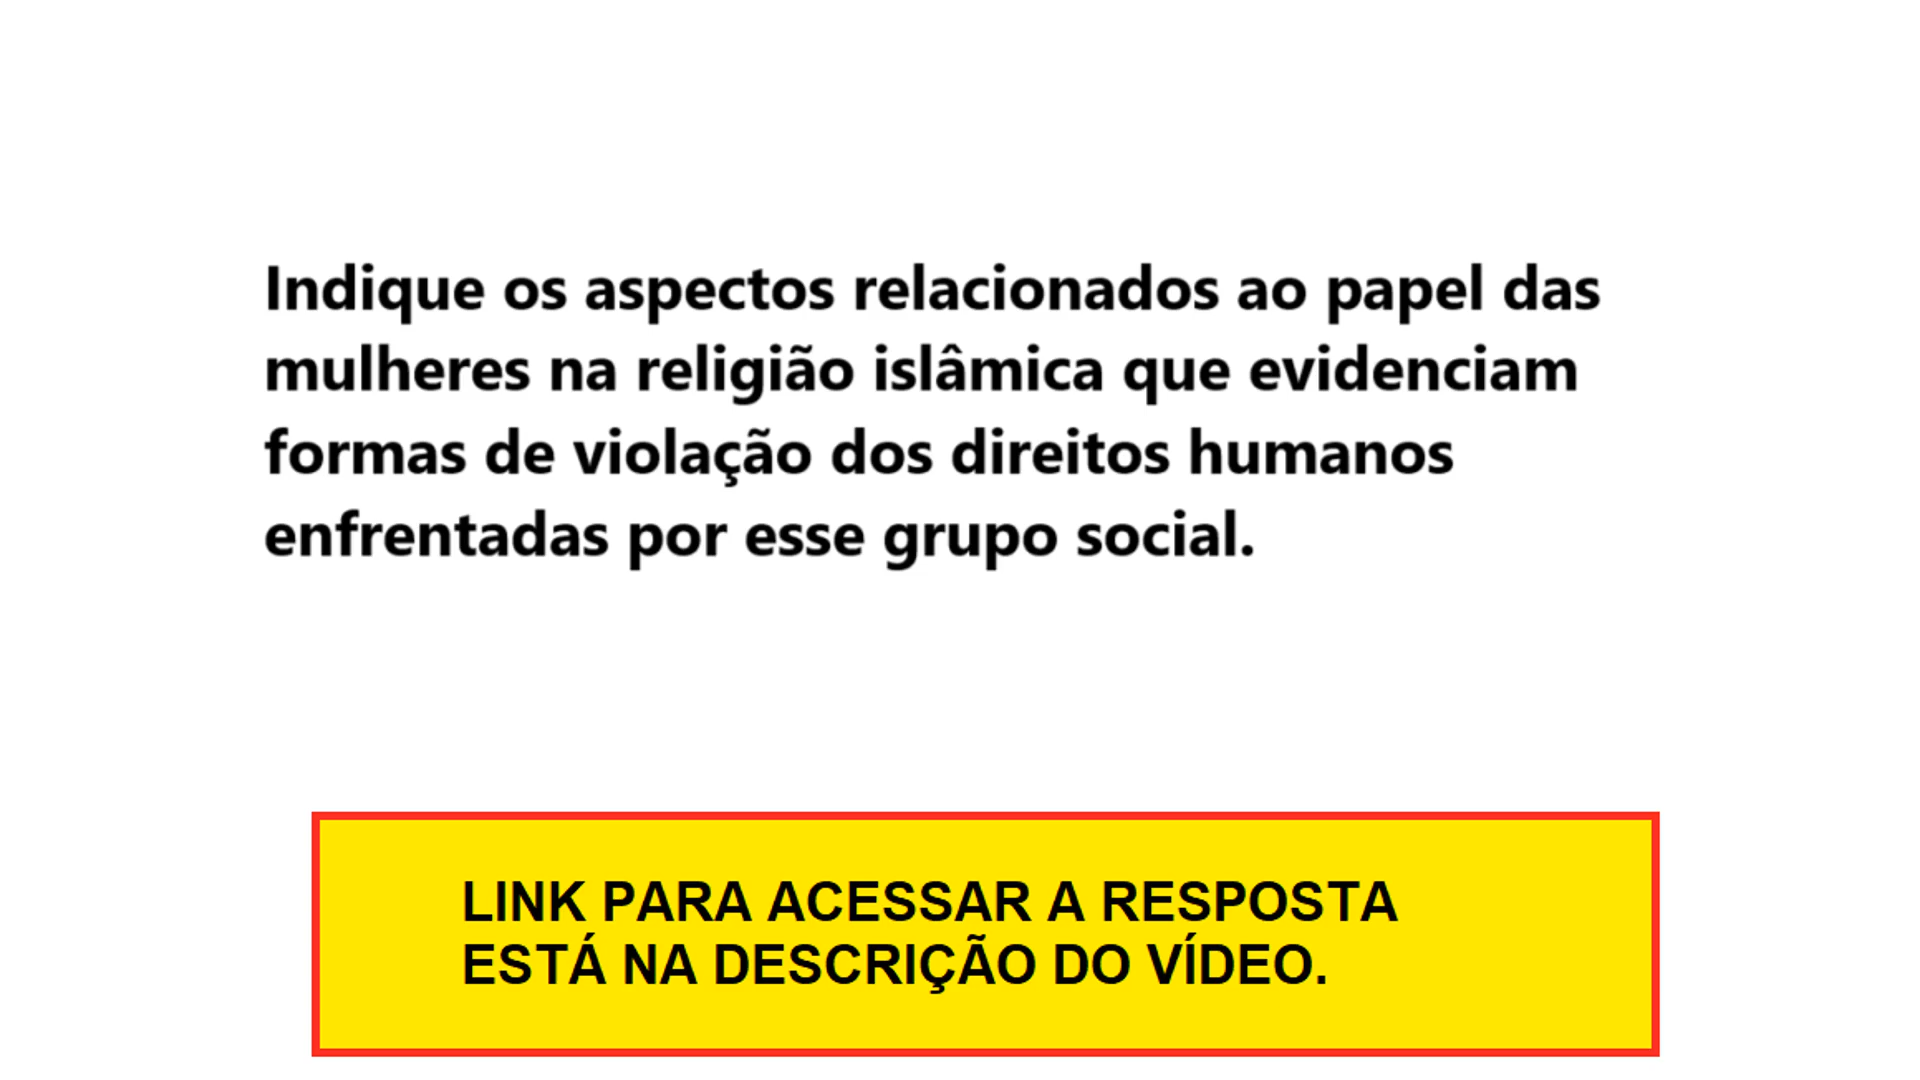 Indique os aspectos relacionados ao papel das
mulheres na religião islâmica que evidenciam
formas de violação dos direitos humanos
enfrentadas por esse grupo social.
LINK PARA ACESSAR A RESPOSTA
ESTÁ NA DESCRIÇÃO DO VÍDEO.